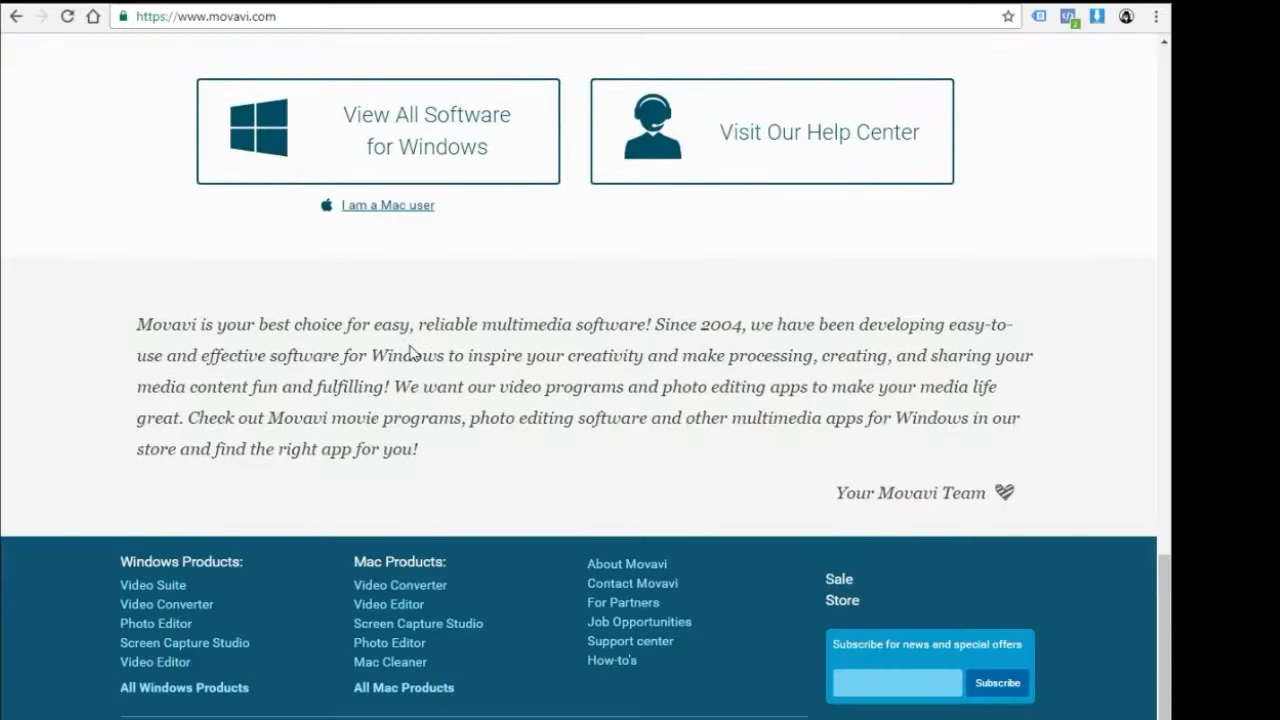 https://www.movavi.com
View All Software
for Windows
Visit Our Help Center
I am a Mac user
Movavi is your best choice for easy, reliable multimedia software! Since 2004, we have been developing easy-to-
use and effective software for Windows to inspire your creativity and make processing, creating, and sharing your
media content fun and fulfilling! We want our video programs and photo editing apps to make your media life
great. Check out Movavi movie programs, photo editing software and other multimedia apps for Windows in our
store and find the right app for you!
Your Movavi Team
Windows Products:
Video Suite
Video Converter
Photo Editor
Screen Capture Studio
Video Editor
All Windows Products
Mac Products:
Video Converter
Video Editor
Screen Capture Studio
Photo Editor
Mac Cleaner
All Mac Products
About Movavi
Contact Movavi
For Partners
Job Opportunities
Support center
How-to's
Sale
Store
Subscribe for news and special offers
Subscribe